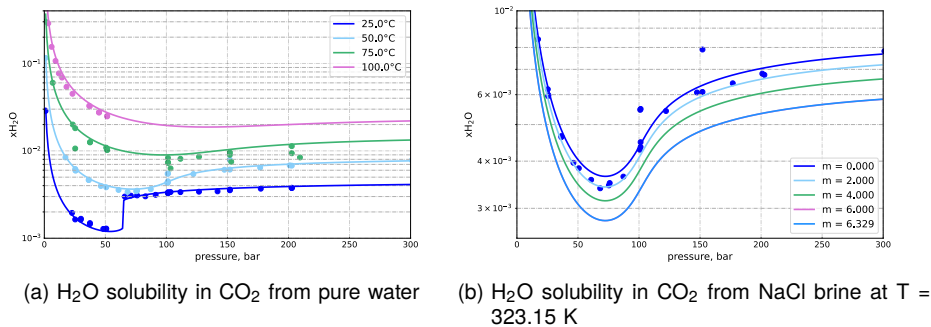 10⁻¹
10⁻²
10⁻³
xH₂O
0 50 100 150 200 250 300
pressure, bar
25.0°C
50.0°C
75.0°C
100.0°C
(a) H₂O solubility in CO₂ from pure water
10⁻²
6 × 10⁻³
4 × 10⁻³
3 × 10⁻³
xH₂O
0 50 100 150 200 250 300
pressure, bar
m = 0.000
m = 2.000
m = 4.000
m = 6.000
m = 6.329
(b) H₂O solubility in CO₂ from NaCl brine at T =
323.15 K